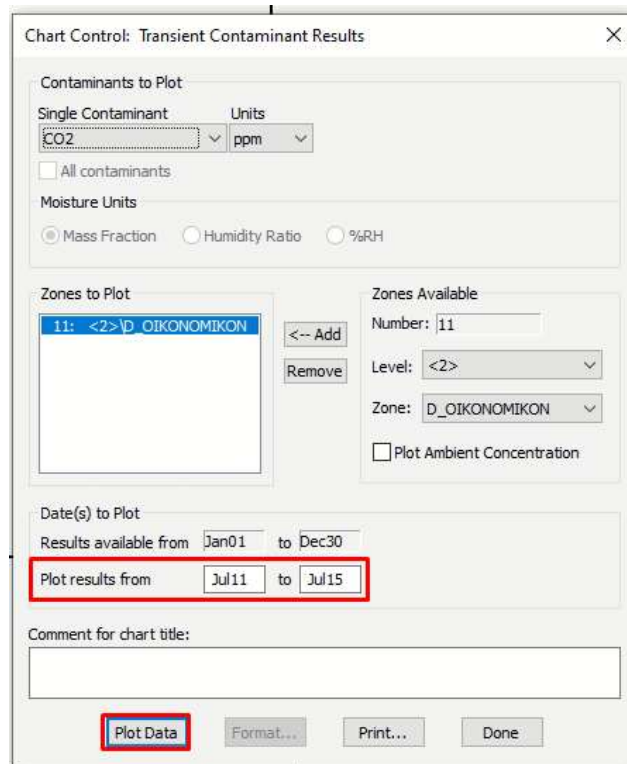 Chart Control: Transient Contaminant Results
Contaminants to Plot
Single Contaminant Units
CO2 ppm
All contaminants
Moisture Units
Mass Fraction Humidity Ratio %RH
Zones to Plot
11: <2>\D_OIKONOMIKON
<-- Add
Remove
Zones Available
Number: 11
Level: <2>
Zone: D_OIKONOMIKON
Plot Ambient Concentration
Date(s) to Plot
Results available from Jan01 to Dec30
Plot results from Jul11 to Jul15
Comment for chart title:
Plot Data Format... Print... Done